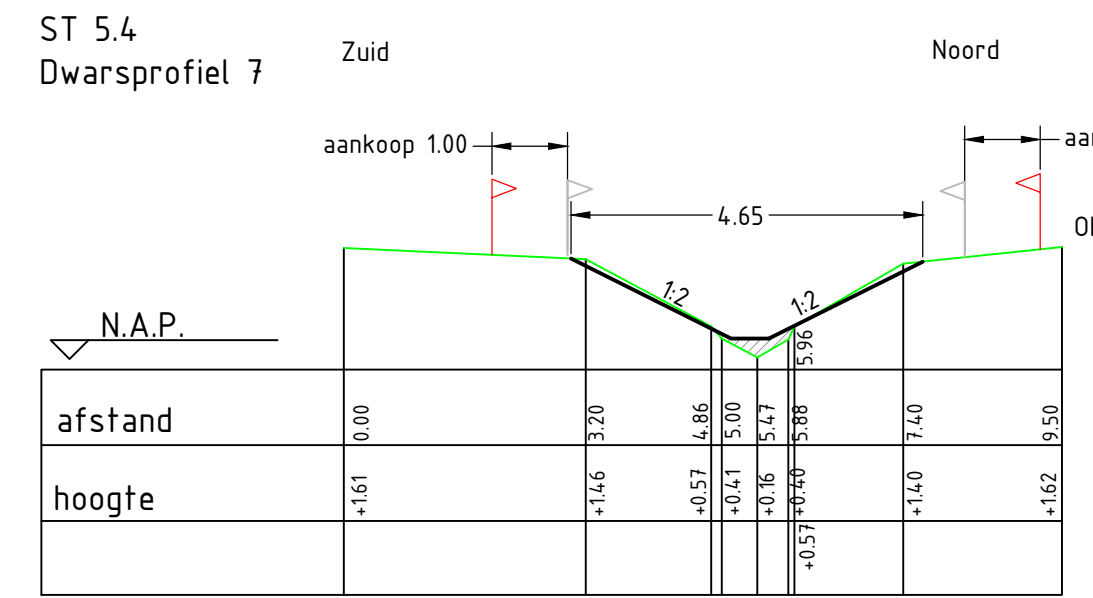 ST 5.4
Dwarsprofiel 7
Zuid
Noord
aankoop 1.00
4.65
1:2
1:2
N.A.P.
5.96
afstand
0.00
3.20
4.86
5.00
5.47
5.88
7.40
9.50
hoogte
+1.61
+1.46
+0.57
+0.41
+0.16
+0.40
+1.40
+1.62
+0.57